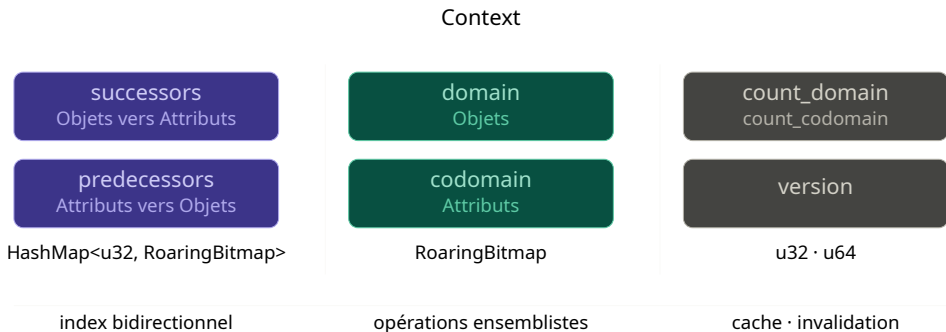 Context
successors
Objets vers Attributs
predecessors
Attributs vers Objets
HashMap<u32, RoaringBitmap>
index bidirectionnel
domain
Objets
codomain
Attributs
RoaringBitmap
opérations ensemblistes
count_domain
count_codomain
version
u32 · u64
cache · invalidation